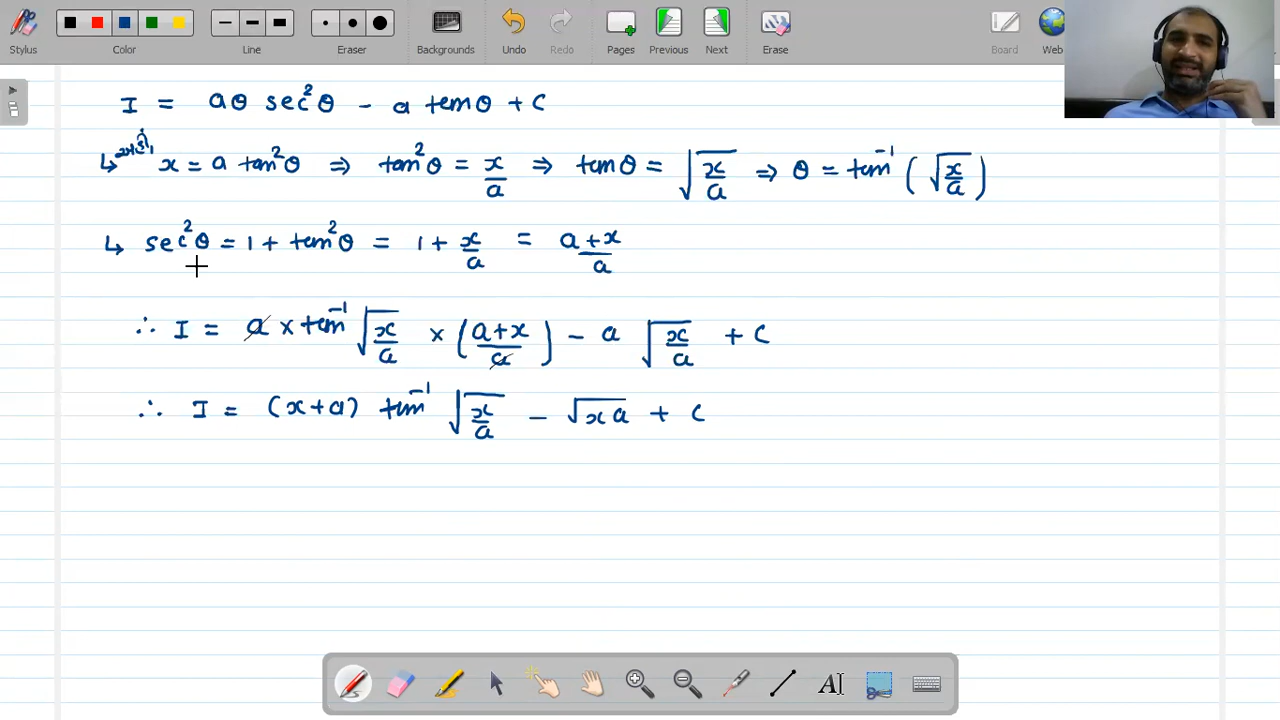 Stylus Color Line Eraser Backgrounds Undo Redo Pages Previous Next Erase Board Web
I = aθ sec²θ - a tanθ + c
↳ x = a tan²θ ⇒ tan²θ = x/a ⇒ tanθ = √(x/a) ⇒ θ = tan⁻¹(√(x/a))
↳ sec²θ = 1 + tan²θ = 1 + x/a = (a+x)/a
∴ I = a × tan⁻¹ √(x/a) × ((a+x)/a) - a √(x/a) + c
∴ I = (x+a) tan⁻¹ √(x/a) - √(xa) + c